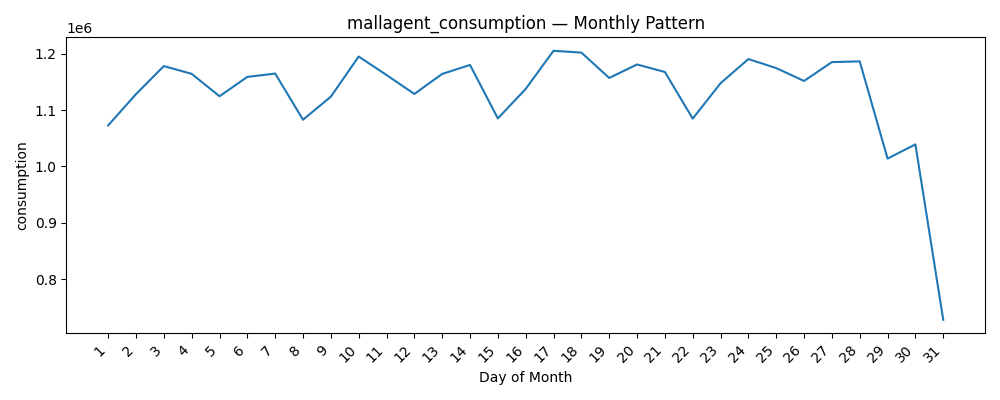 mallagent_consumption — Monthly Pattern
1e6
1.2
1.1
1.0
0.9
0.8
consumption
1 2 3 4 5 6 7 8 9 10 11 12 13 14 15 16 17 18 19 20 21 22 23 24 25 26 27 28 29 30 31
Day of Month